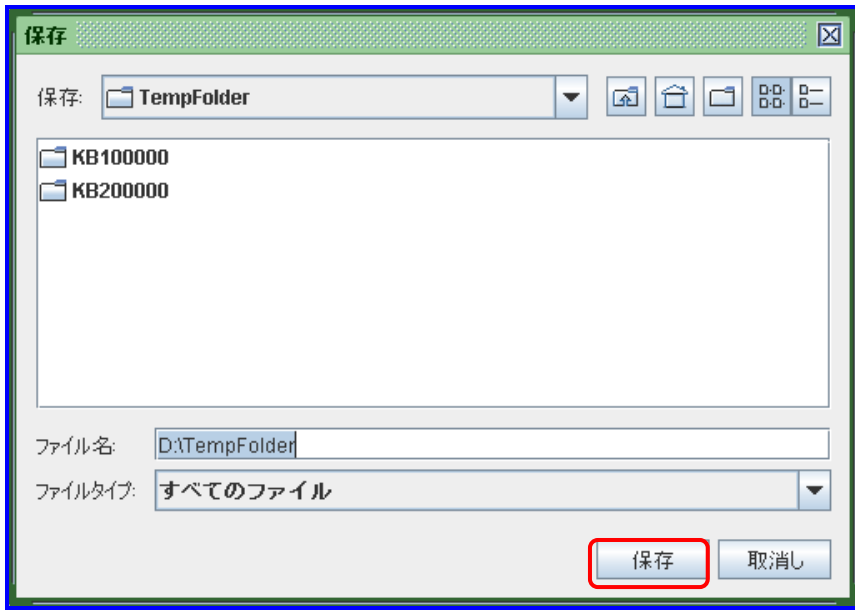 保存
保存: TempFolder
KB100000
KB200000
ファイル名: D:\TempFolder
ファイルタイプ: すべてのファイル
保存 取消し